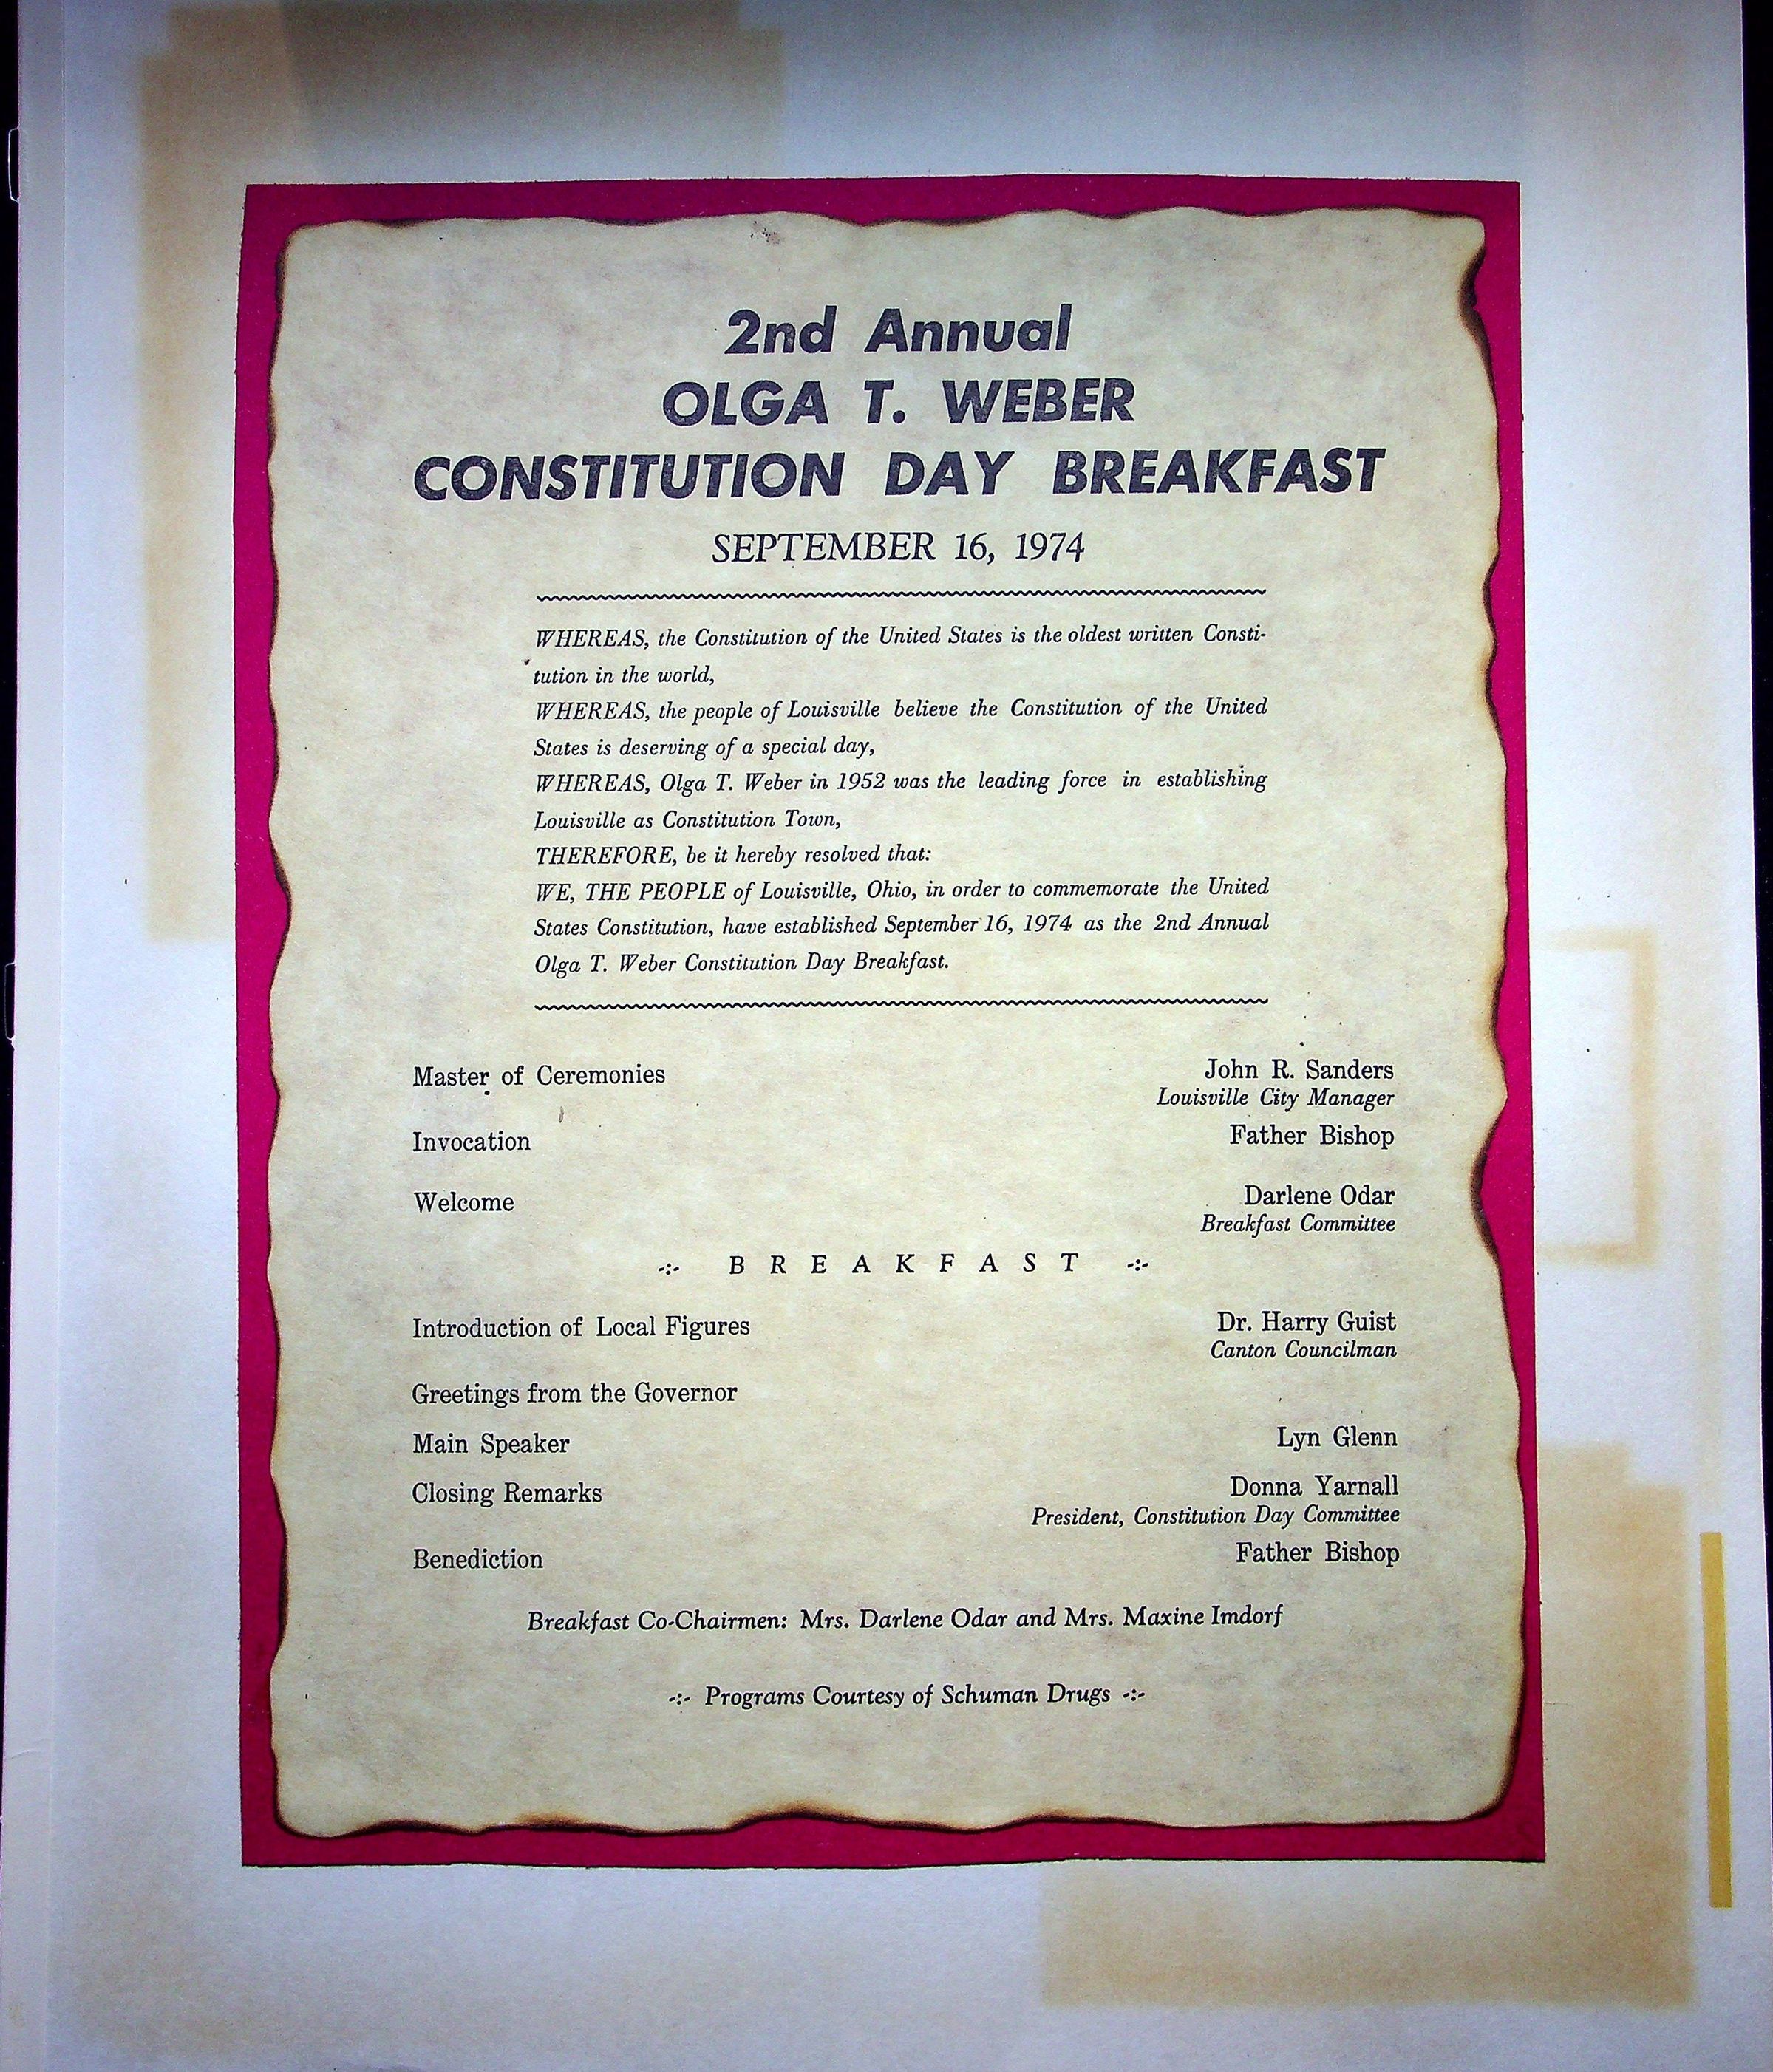 2nd Annual
OLGA T. WEBER
CONSTITUTION DAY BREAKFAST
SEPTEMBER 16, 1974
WHEREAS, the Constitution of the United States is the oldest written Consti-
tution in the world,
WHEREAS, the people of Louisville believe the Constitution of the United
States is deserving of a special day,
WHEREAS, Olga T. Weber in 1952 was the leading force in establishing
Louisville as Constitution Town,
THEREFORE, be it hereby resolved that:
WE, THE PEOPLE of Louisville, Ohio, in order to commemorate the United
States Constitution, have established September 16, 1974 as the 2nd Annual
Olga T. Weber Constitution Day Breakfast.
Master of Ceremonies John R. Sanders
Louisville City Manager
Invocation Father Bishop
Welcome Darlene Odar
Breakfast Committee
-:- B R E A K F A S T -:-
Introduction of Local Figures Dr. Harry Guist
Canton Councilman
Greetings from the Governor
Main Speaker Lyn Glenn
Closing Remarks Donna Yarnall
President, Constitution Day Committee
Benediction Father Bishop
Breakfast Co-Chairmen: Mrs. Darlene Odar and Mrs. Maxine Imdorf
-:- Programs Courtesy of Schuman Drugs -:-